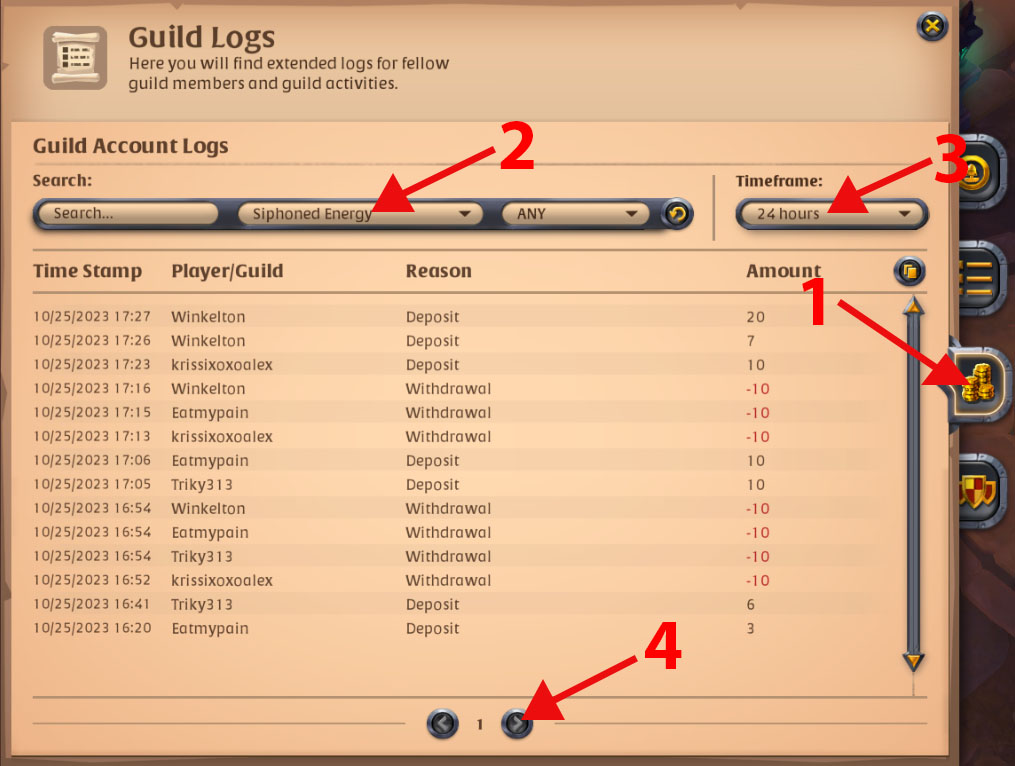 Guild Logs
Here you will find extended logs for fellow
guild members and guild activities.
Guild Account Logs
2
3
Search:
Timeframe:
Search...
Siphoned Energy
ANY
24 hours
Time Stamp Player/Guild Reason Amount
1
10/25/2023 17:27 Winkelton Deposit 20
10/25/2023 17:26 Winkelton Deposit 7
10/25/2023 17:23 krissixoxoalex Deposit 10
10/25/2023 17:16 Winkelton Withdrawal -10
10/25/2023 17:15 Eatmypain Withdrawal -10
10/25/2023 17:13 krissixoxoalex Withdrawal -10
10/25/2023 17:06 Eatmypain Deposit 10
10/25/2023 17:05 Triky313 Deposit 10
10/25/2023 16:54 Winkelton Withdrawal -10
10/25/2023 16:54 Eatmypain Withdrawal -10
10/25/2023 16:54 Triky313 Withdrawal -10
10/25/2023 16:52 krissixoxoalex Withdrawal -10
10/25/2023 16:41 Triky313 Deposit 6
10/25/2023 16:20 Eatmypain Deposit 3
4
1